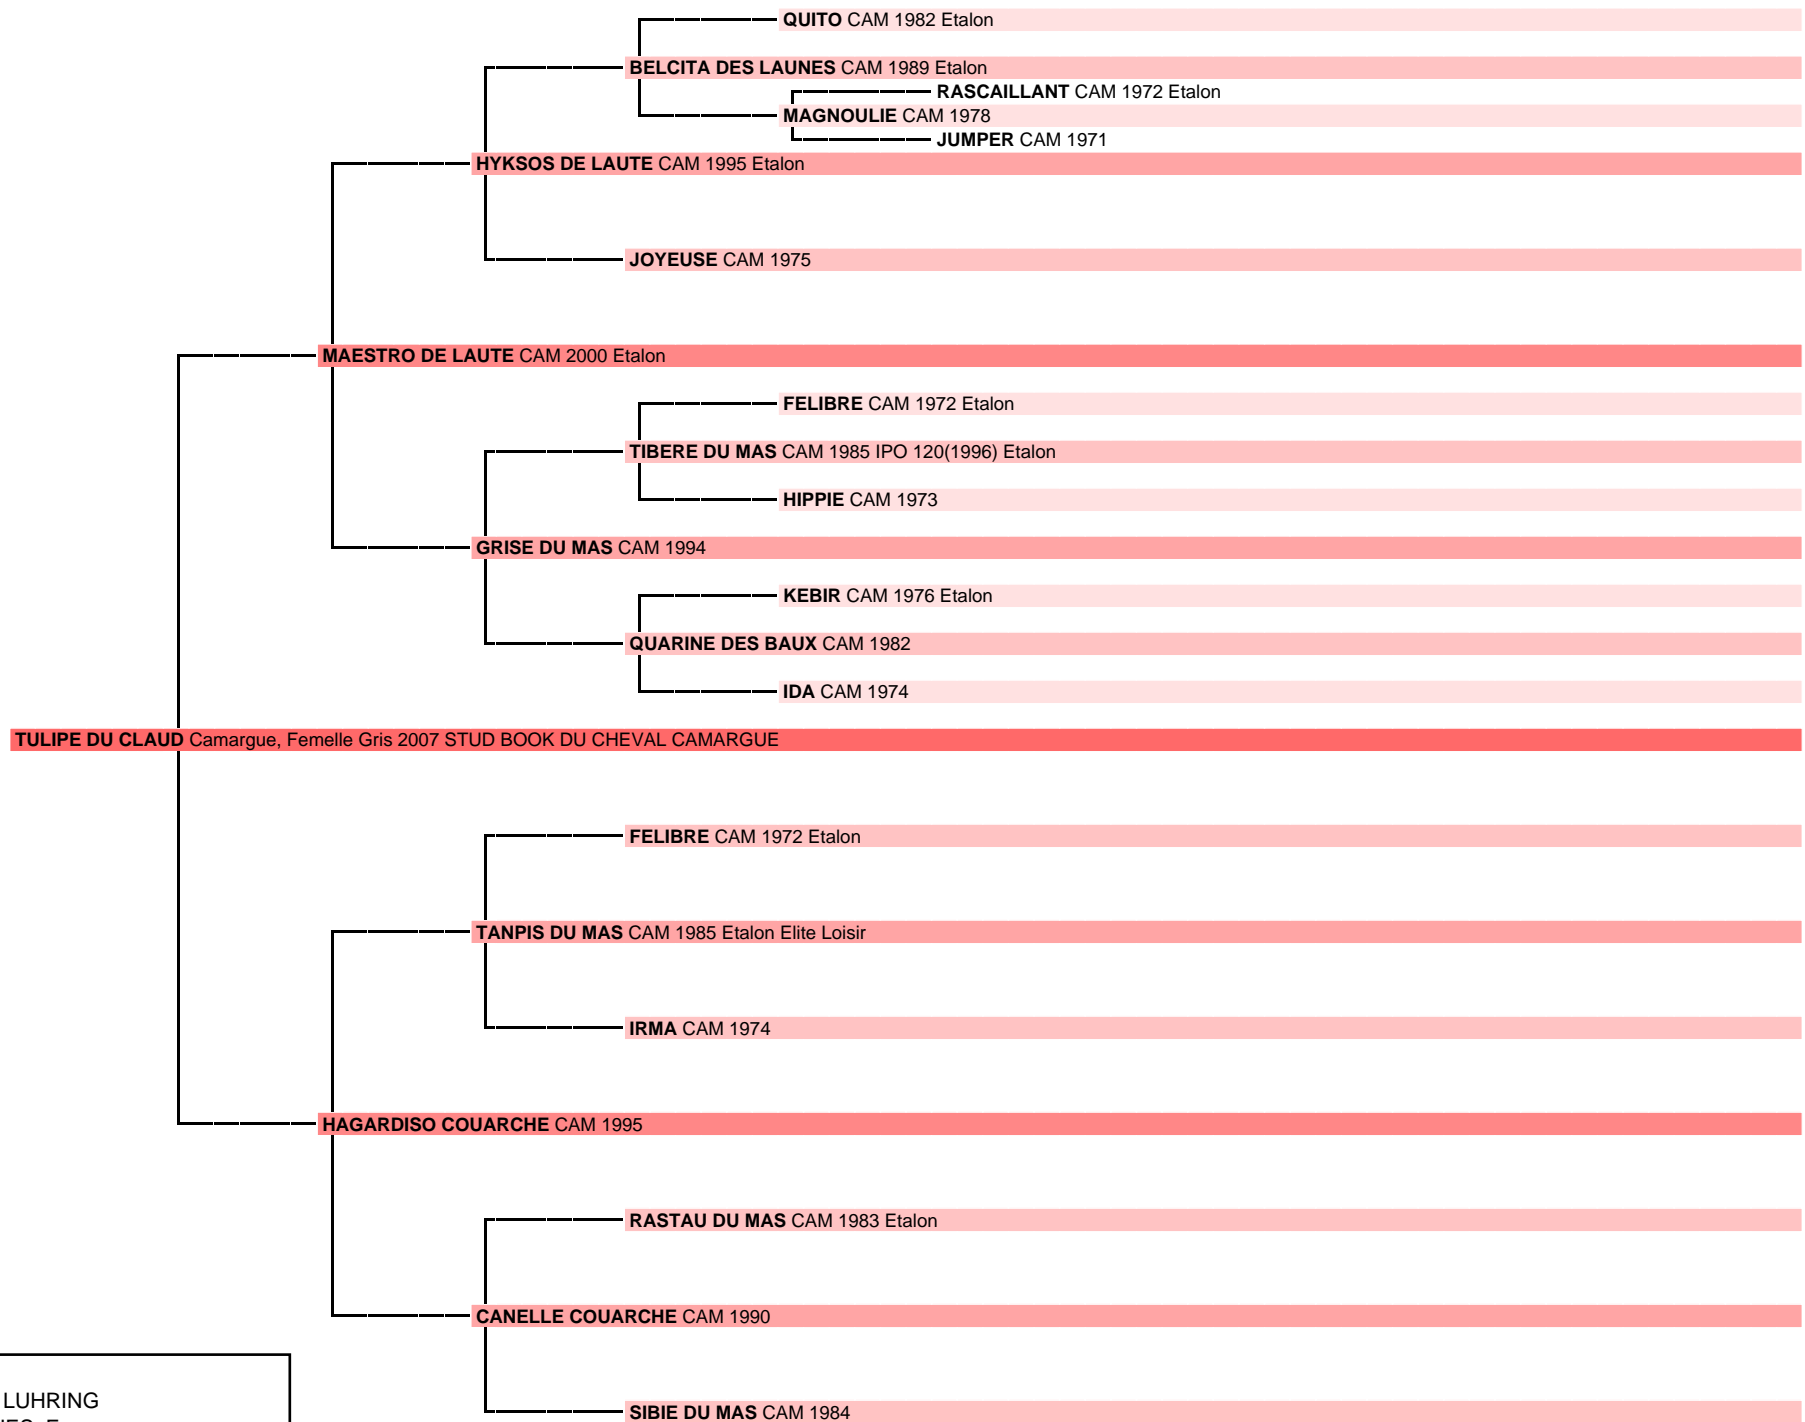 QUITO CAM 1982 Etalon
BELCITA DES LAUNES CAM 1989 Etalon
RASCAILLANT CAM 1972 Etalon
MAGNOULIE CAM 1978
JUMPER CAM 1971
HYKSOS DE LAUTE CAM 1995 Etalon
JOYEUSE CAM 1975
MAESTRO DE LAUTE CAM 2000 Etalon
FELIBRE CAM 1972 Etalon
TIBERE DU MAS CAM 1985 IPO 120(1996) Etalon
HIPPIE CAM 1973
GRISE DU MAS CAM 1994
KEBIR CAM 1976 Etalon
QUARINE DES BAUX CAM 1982
IDA CAM 1974
TULIPE DU CLAUD Camargue, Femelle Gris 2007 STUD BOOK DU CHEVAL CAMARGUE
FELIBRE CAM 1972 Etalon
TANPIS DU MAS CAM 1985 Etalon Elite Loisir
IRMA CAM 1974
HAGARDISO COUARCHE CAM 1995
RASTAU DU MAS CAM 1983 Etalon
CANELLE COUARCHE CAM 1990
LUHRING
SIBIE DU MAS CAM 1984